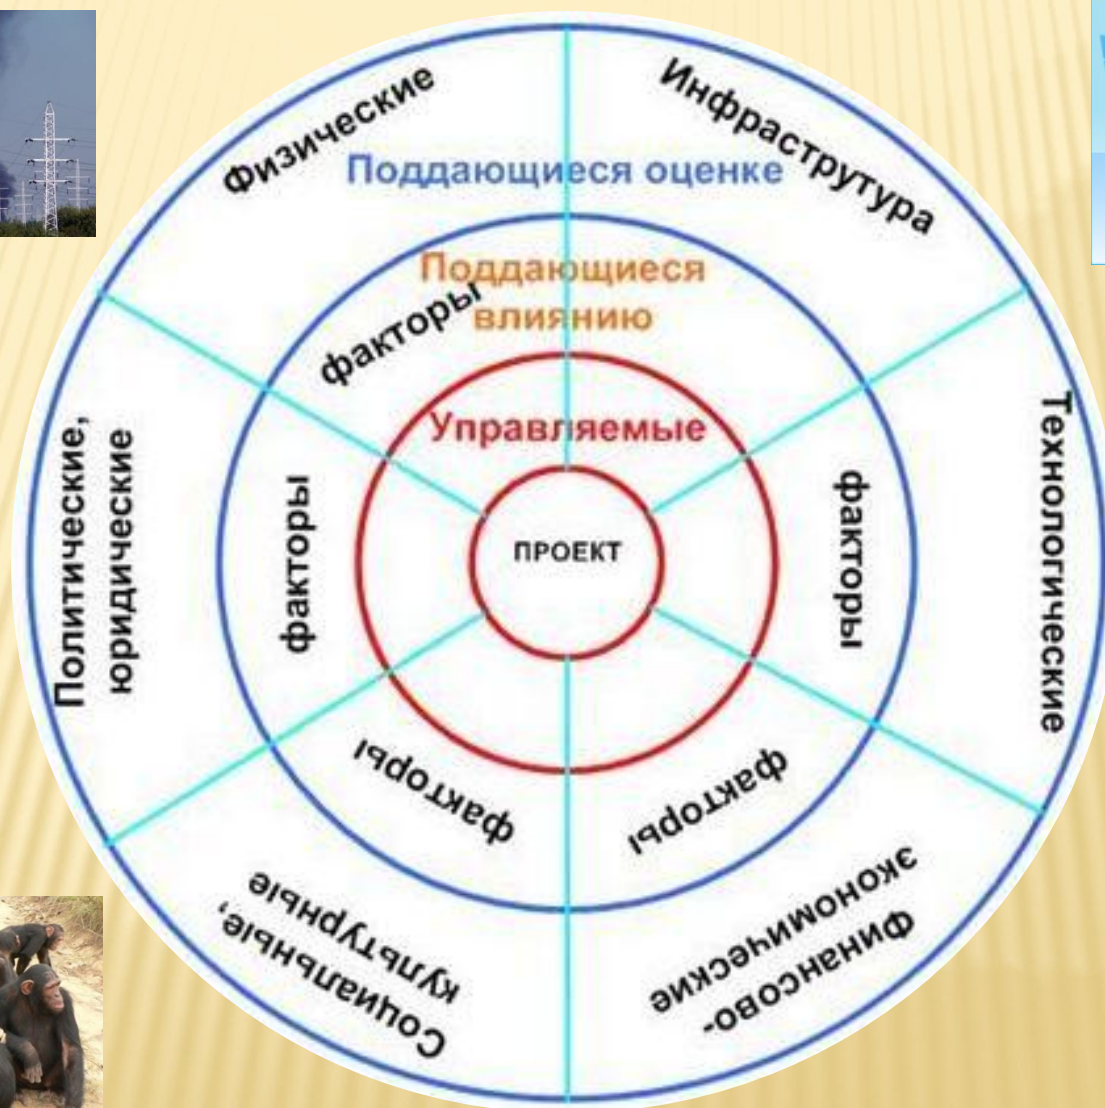 Физические
Инфраструтура
Поддающиеся оценке
Поддающиеся
влиянию
факторы
Управляемые
Политические,
юридические
факторы
ПРОЕКТ
факторы
Технологические
факторы
факторы
Социальные,
культурные
Финансово-
экономические